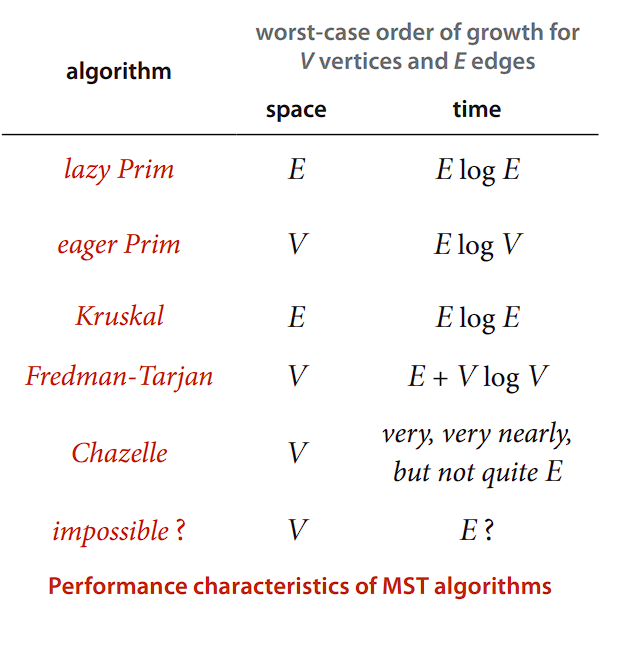 worst-case order of growth for
V vertices and E edges
algorithm
space time
lazy Prim E E log E
eager Prim V E log V
Kruskal E E log E
Fredman-Tarjan V E + V log V
Chazelle V very, very nearly,
but not quite E
impossible ? V E ?
Performance characteristics of MST algorithms